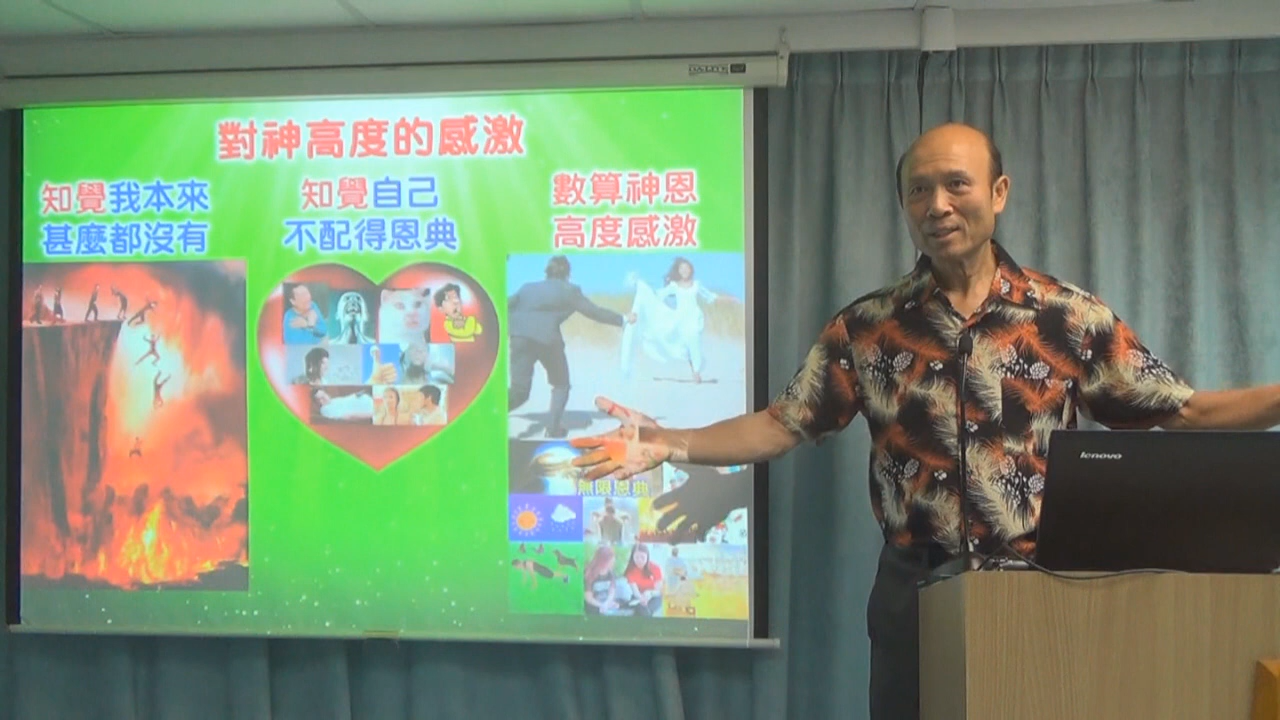 對神高度的感激
知覺我本來
甚麼都沒有
知覺自己
不配得恩典
數算神恩
高度感激
無限恩典
DA-LITE
lenovo